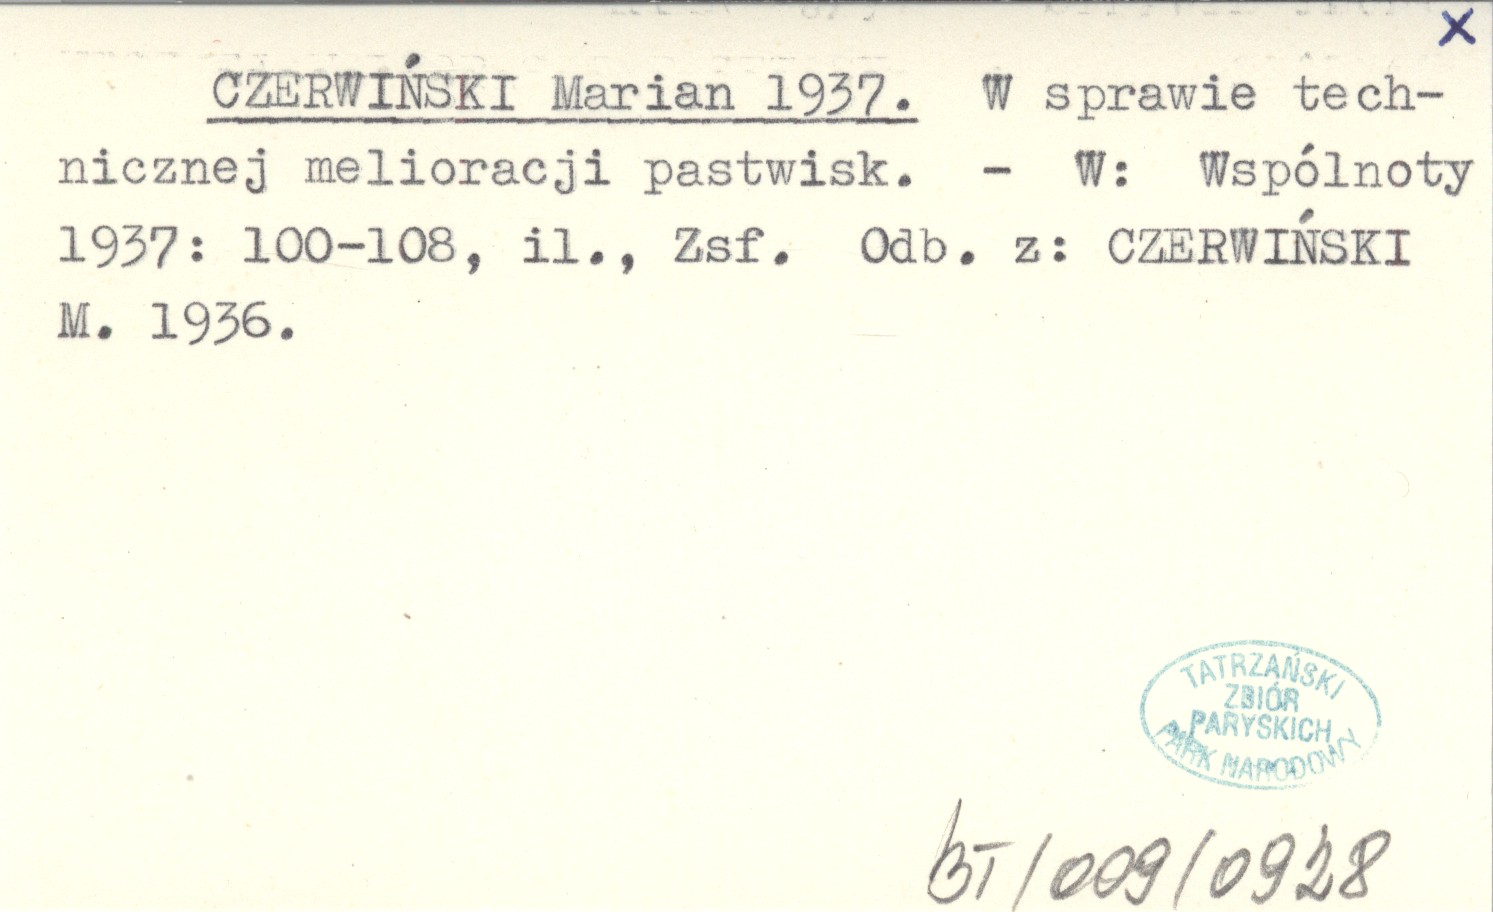 x
CZERWIŃSKI Marian 1937. W sprawie tech-
nicznej melioracji pastwisk. - W: Wspólnoty
1937: 100-108, il., Zsf. Odb. z: CZERWIŃSKI
M. 1936.
TATRZAŃSKI
ZBIÓR
PARYSKICH
PARK NARODOWY
BT/009/0928